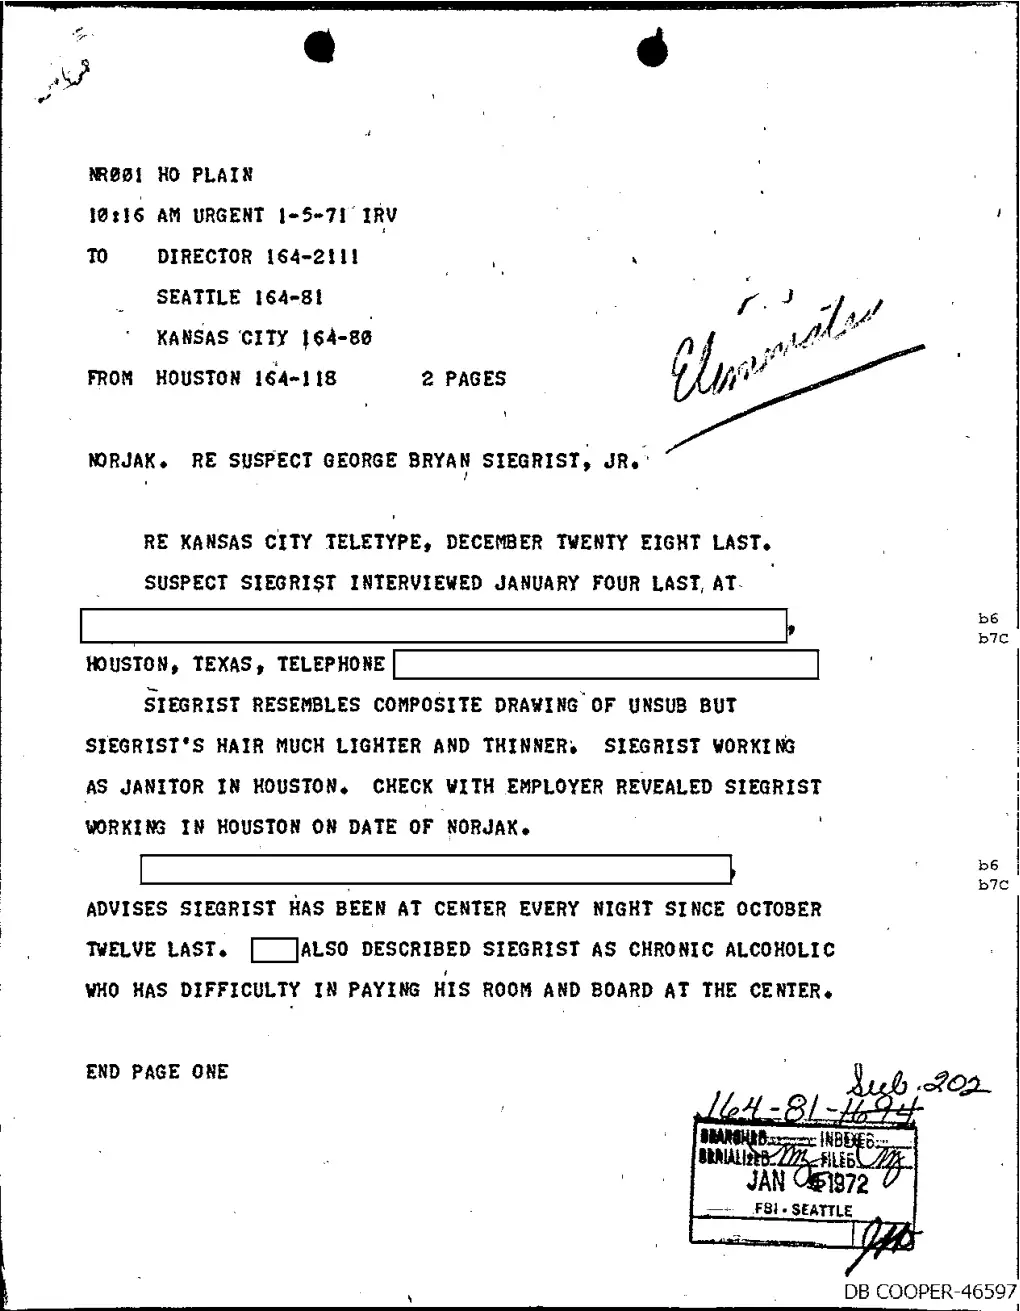 NR001 HO PLAIN
10:16 AM URGENT 1-5-71 IRV
TO DIRECTOR 164-2111
SEATTLE 164-81
KANSAS CITY 164-80
FROM HOUSTON 164-118 2 PAGES
Eliminated
NORJAK. RE SUSPECT GEORGE BRYAN SIEGRIST, JR.
RE KANSAS CITY TELETYPE, DECEMBER TWENTY EIGHT LAST.
SUSPECT SIEGRIST INTERVIEWED JANUARY FOUR LAST, AT
,
b6
b7C
HOUSTON, TEXAS, TELEPHONE
SIEGRIST RESEMBLES COMPOSITE DRAWING OF UNSUB BUT
SIEGRIST'S HAIR MUCH LIGHTER AND THINNER. SIEGRIST WORKING
AS JANITOR IN HOUSTON. CHECK WITH EMPLOYER REVEALED SIEGRIST
WORKING IN HOUSTON ON DATE OF NORJAK.
,
b6
b7C
ADVISES SIEGRIST HAS BEEN AT CENTER EVERY NIGHT SINCE OCTOBER
TWELVE LAST. ALSO DESCRIBED SIEGRIST AS CHRONIC ALCOHOLIC
WHO HAS DIFFICULTY IN PAYING HIS ROOM AND BOARD AT THE CENTER.
END PAGE ONE
Sub. 202
164-81-1694
SEARCHED INDEXED
SERIALIZED FILED
JAN 1972
FBI - SEATTLE
DB COOPER-46597